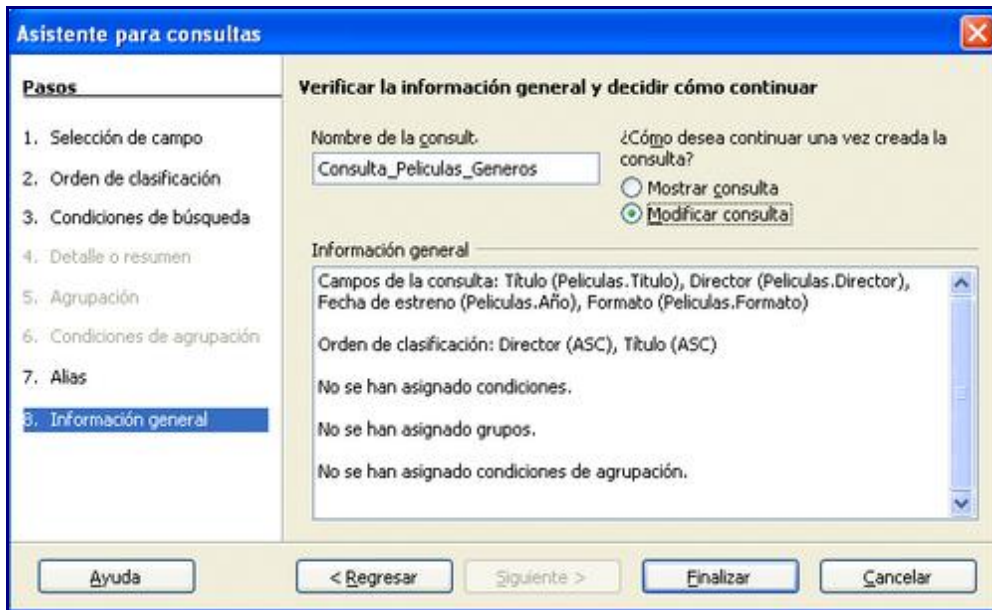 Asistente para consultas
Pasos
1. Selección de campo
2. Orden de clasificación
3. Condiciones de búsqueda
4. Detalle o resumen
5. Agrupación
6. Condiciones de agrupación
7. Alias
8. Información general
Verificar la información general y decidir cómo continuar
Nombre de la consult.
Consulta_Peliculas_Generos
¿Cómo desea continuar una vez creada la
consulta?
Mostrar consulta
Modificar consulta
Información general
Campos de la consulta: Título (Peliculas.Titulo), Director (Peliculas.Director),
Fecha de estreno (Peliculas.Año), Formato (Peliculas.Formato)
Orden de clasificación: Director (ASC), Título (ASC)
No se han asignado condiciones.
No se han asignado grupos.
No se han asignado condiciones de agrupación.
Ayuda
< Regresar
Siguiente >
Finalizar
Cancelar